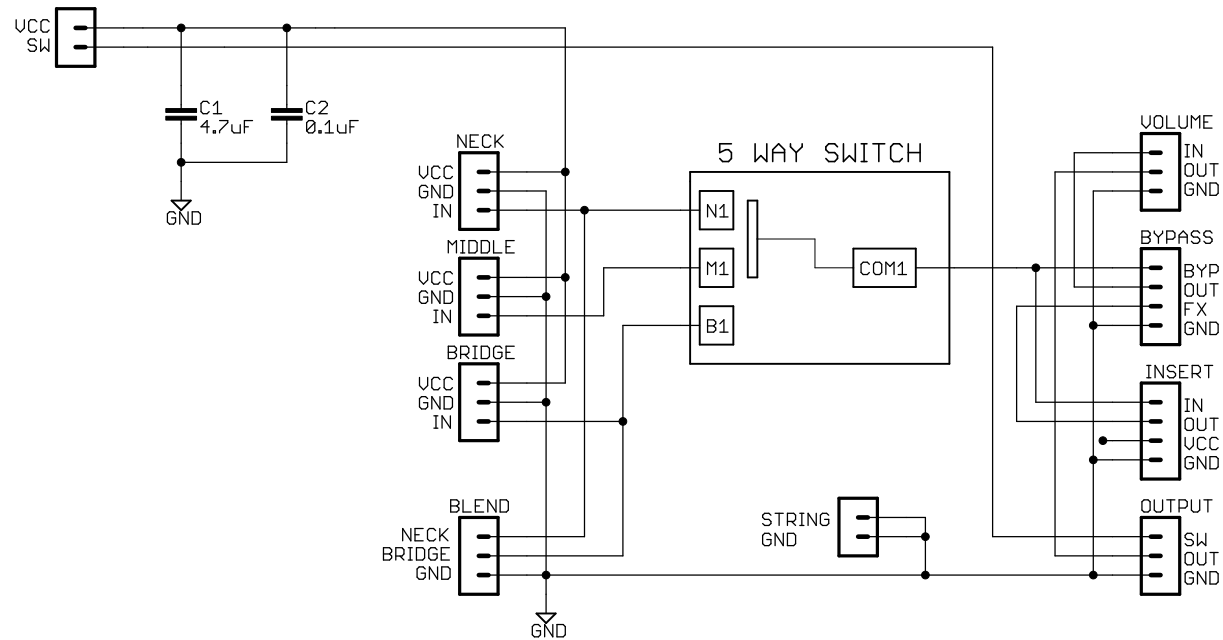 VCC
SW
C1
4.7uF
C2
0.1uF
GND
NECK
VCC
GND
IN
MIDDLE
VCC
GND
IN
BRIDGE
VCC
GND
IN
BLEND
NECK
BRIDGE
GND
GND
5 WAY SWITCH
N1
M1
B1
COM1
STRING
GND
VOLUME
IN
OUT
GND
BYPASS
BYP
OUT
FX
GND
INSERT
IN
OUT
VCC
GND
OUTPUT
SW
OUT
GND